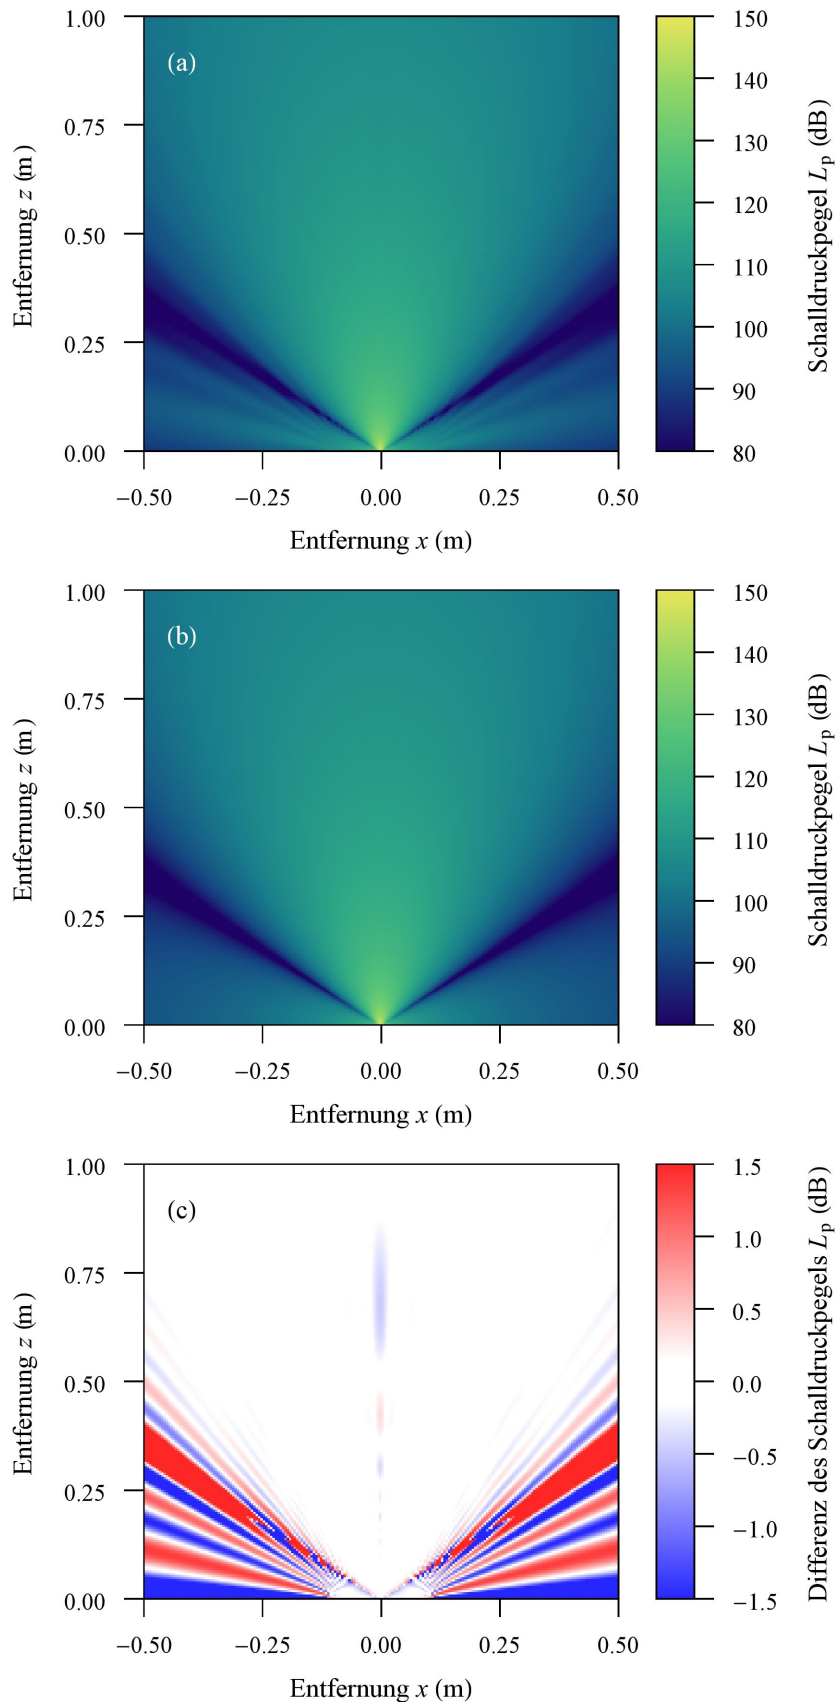 (a)
1.00
0.75
0.50
0.25
0.00
Entfernung z (m)
−0.50 −0.25 0.00 0.25 0.50
Entfernung x (m)
150
140
130
120
110
100
90
80
Schalldruckpegel Lp (dB)
(b)
1.00
0.75
0.50
0.25
0.00
Entfernung z (m)
−0.50 −0.25 0.00 0.25 0.50
Entfernung x (m)
150
140
130
120
110
100
90
80
Schalldruckpegel Lp (dB)
(c)
1.00
0.75
0.50
0.25
0.00
Entfernung z (m)
−0.50 −0.25 0.00 0.25 0.50
Entfernung x (m)
1.5
1.0
0.5
0.0
−0.5
−1.0
−1.5
Differenz des Schalldruckpegels Lp (dB)